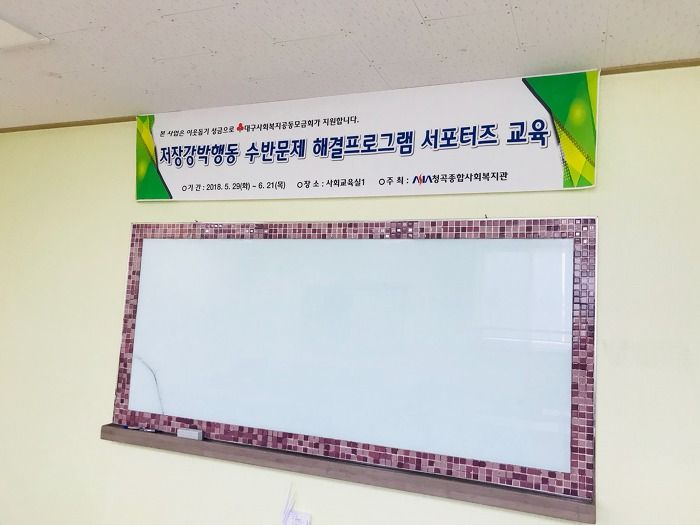 본 사업은 이웃돕기 성금으로 대구사회복지공동모금회가 지원합니다.
저장강박행동 수반문제 해결프로그램 서포터즈 교육
○기 간 : 2018. 5. 29(화) ~ 6. 21(목) ○장 소 : 사회교육실1 ○주 최 : ASIA청곡종합사회복지관